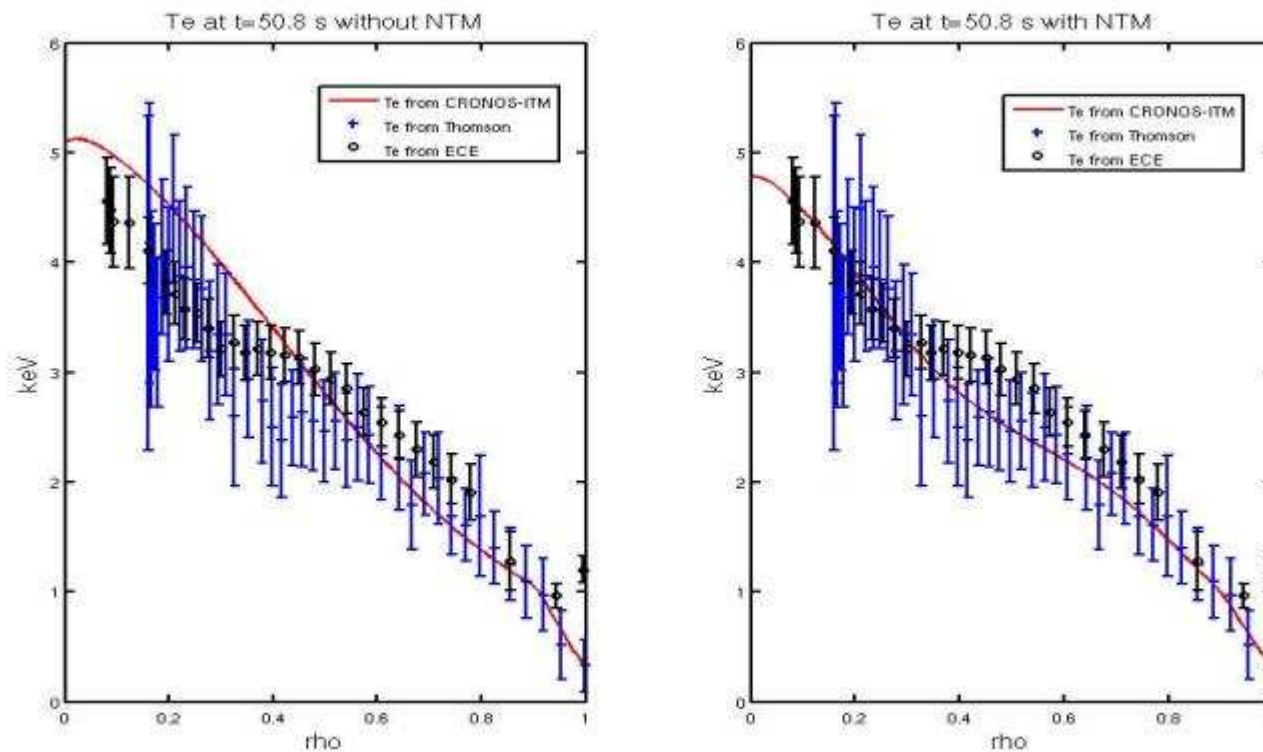 Te at t=50.8 s without NTM
6
5
4
3
2
1
0
keV
Te from CRONOS-ITM
Te from Thomson
Te from ECE
0 0.2 0.4 0.6 0.8 1
rho
Te at t=50.8 s with NTM
6
5
4
3
2
1
0
keV
Te from CRONOS-ITM
Te from Thomson
Te from ECE
0 0.2 0.4 0.6 0.8
rho